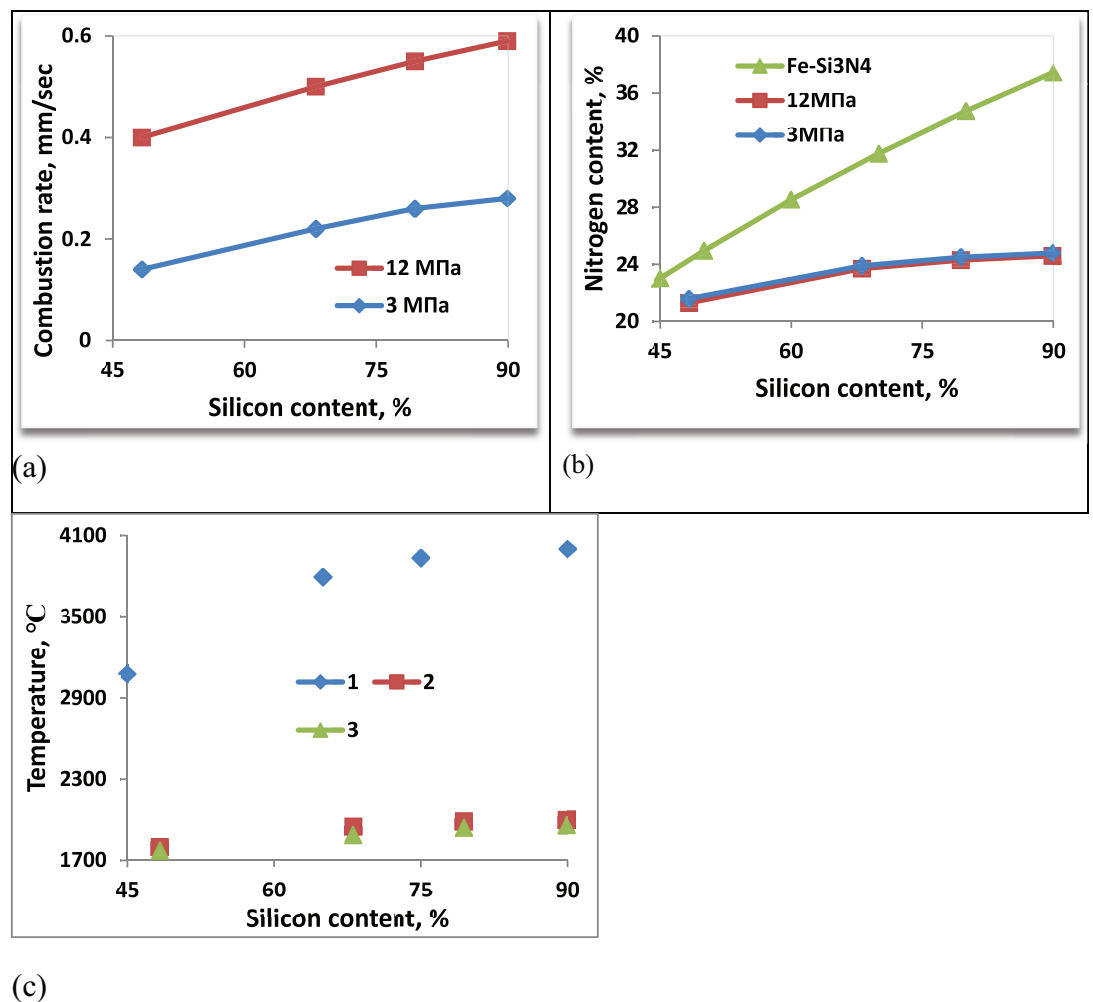 0.6
0.4
0.2
0
45
60
75
90
Combustion rate, mm/sec
Silicon content, %
12 МПа
3 МПа
(a)
40
36
32
28
24
20
45
60
75
90
Nitrogen content, %
Silicon content, %
Fe-Si3N4
12МПа
3МПа
(b)
4100
3500
2900
2300
1700
45
60
75
90
Temperature, °C
Silicon content, %
1
2
3
(c)